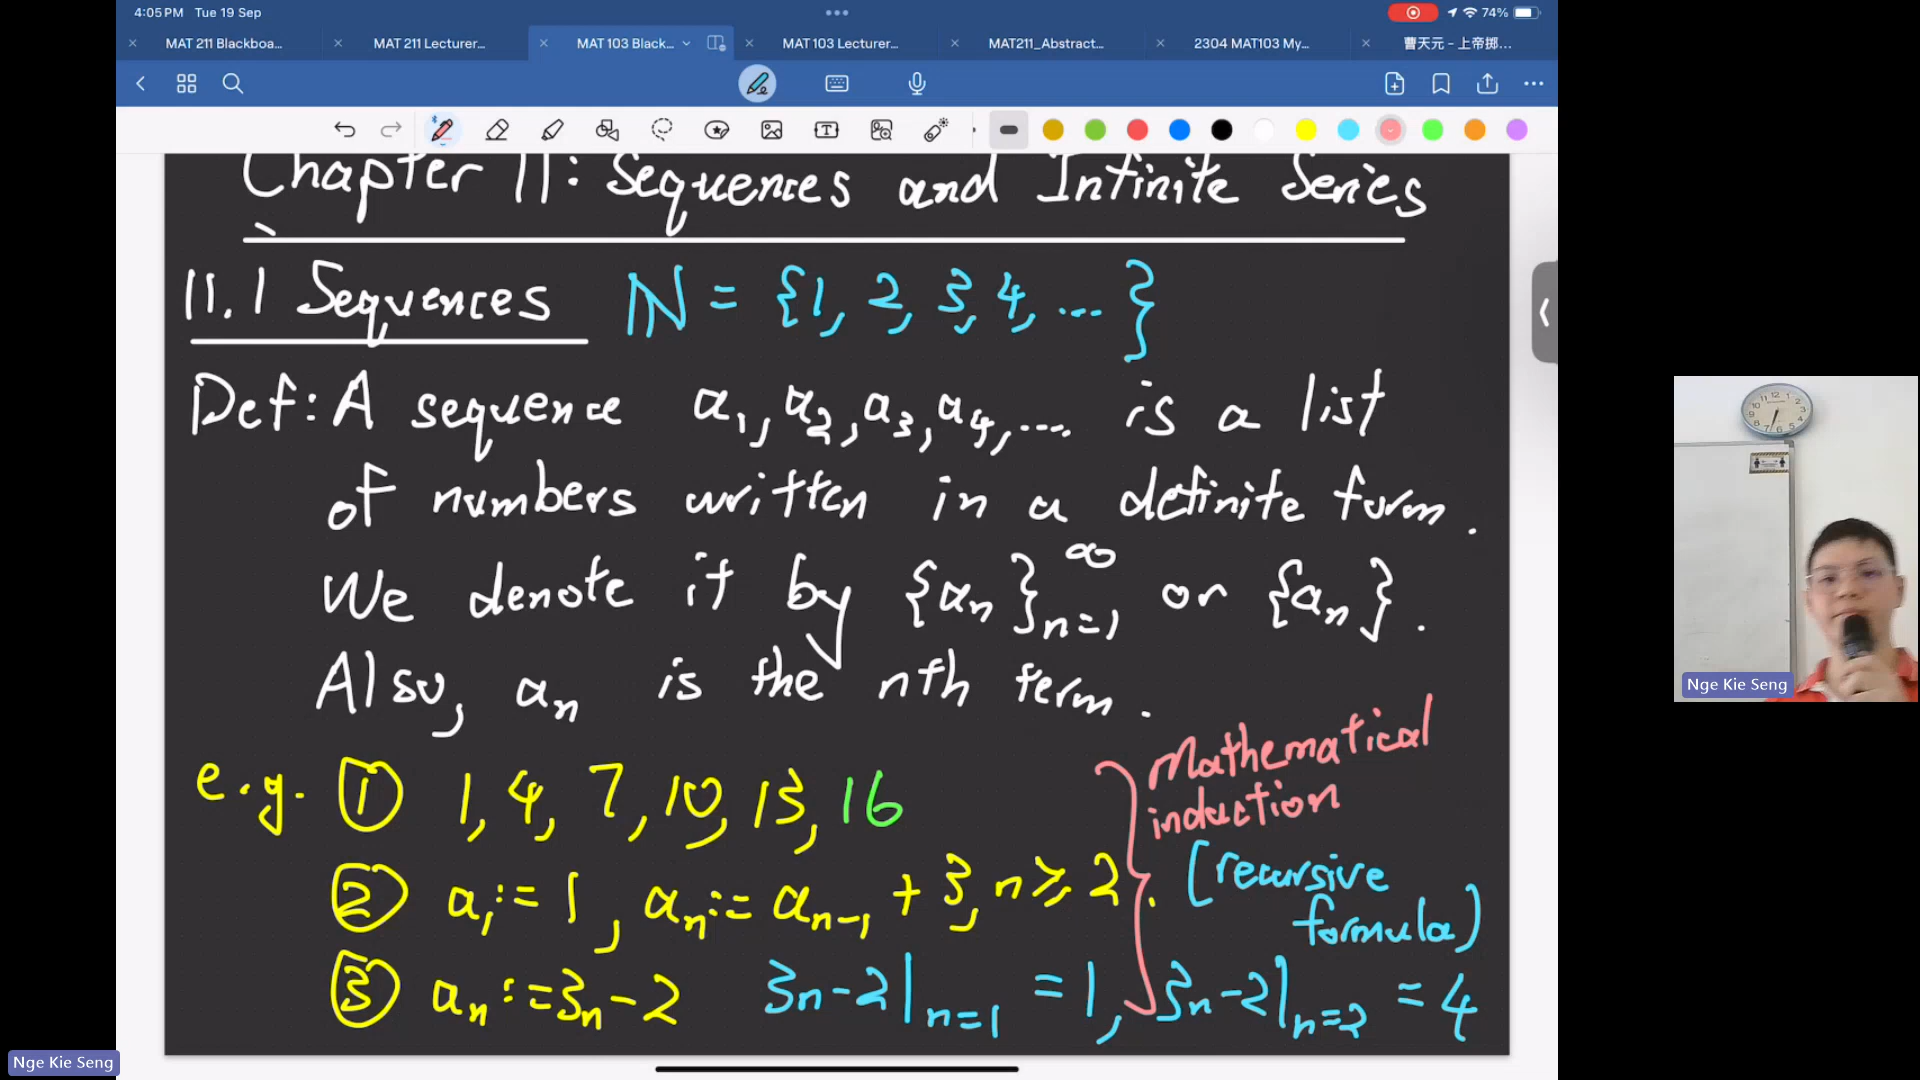 4:05 PM Tue 19 Sep
74%
MAT 211 Blackboa...
MAT 211 Lecturer...
MAT 103 Black...
MAT 103 Lecturer...
MAT211_Abstract...
2304 MAT103 My...
曹天元 - 上帝掷...
Chapter 11: Sequences and Infinite Series
11.1 Sequences ℕ = {1, 2, 3, 4, ... }
Def: A sequence a₁, a₂, a₃, a₄, ... is a list
of numbers written in a definite form.
We denote it by {aₙ}^∞_{n=1} or {aₙ}.
Also, aₙ is the nth term.
e.g. ① 1, 4, 7, 10, 13, 16
Mathematical
induction
② a₁ := 1, aₙ := aₙ₋₁ + 3, n ≥ 2.
(recursive
formula)
③ aₙ := 3n - 2 3n - 2|_{n=1} = 1, 3n - 2|_{n=2} = 4
Nge Kie Seng
Nge Kie Seng